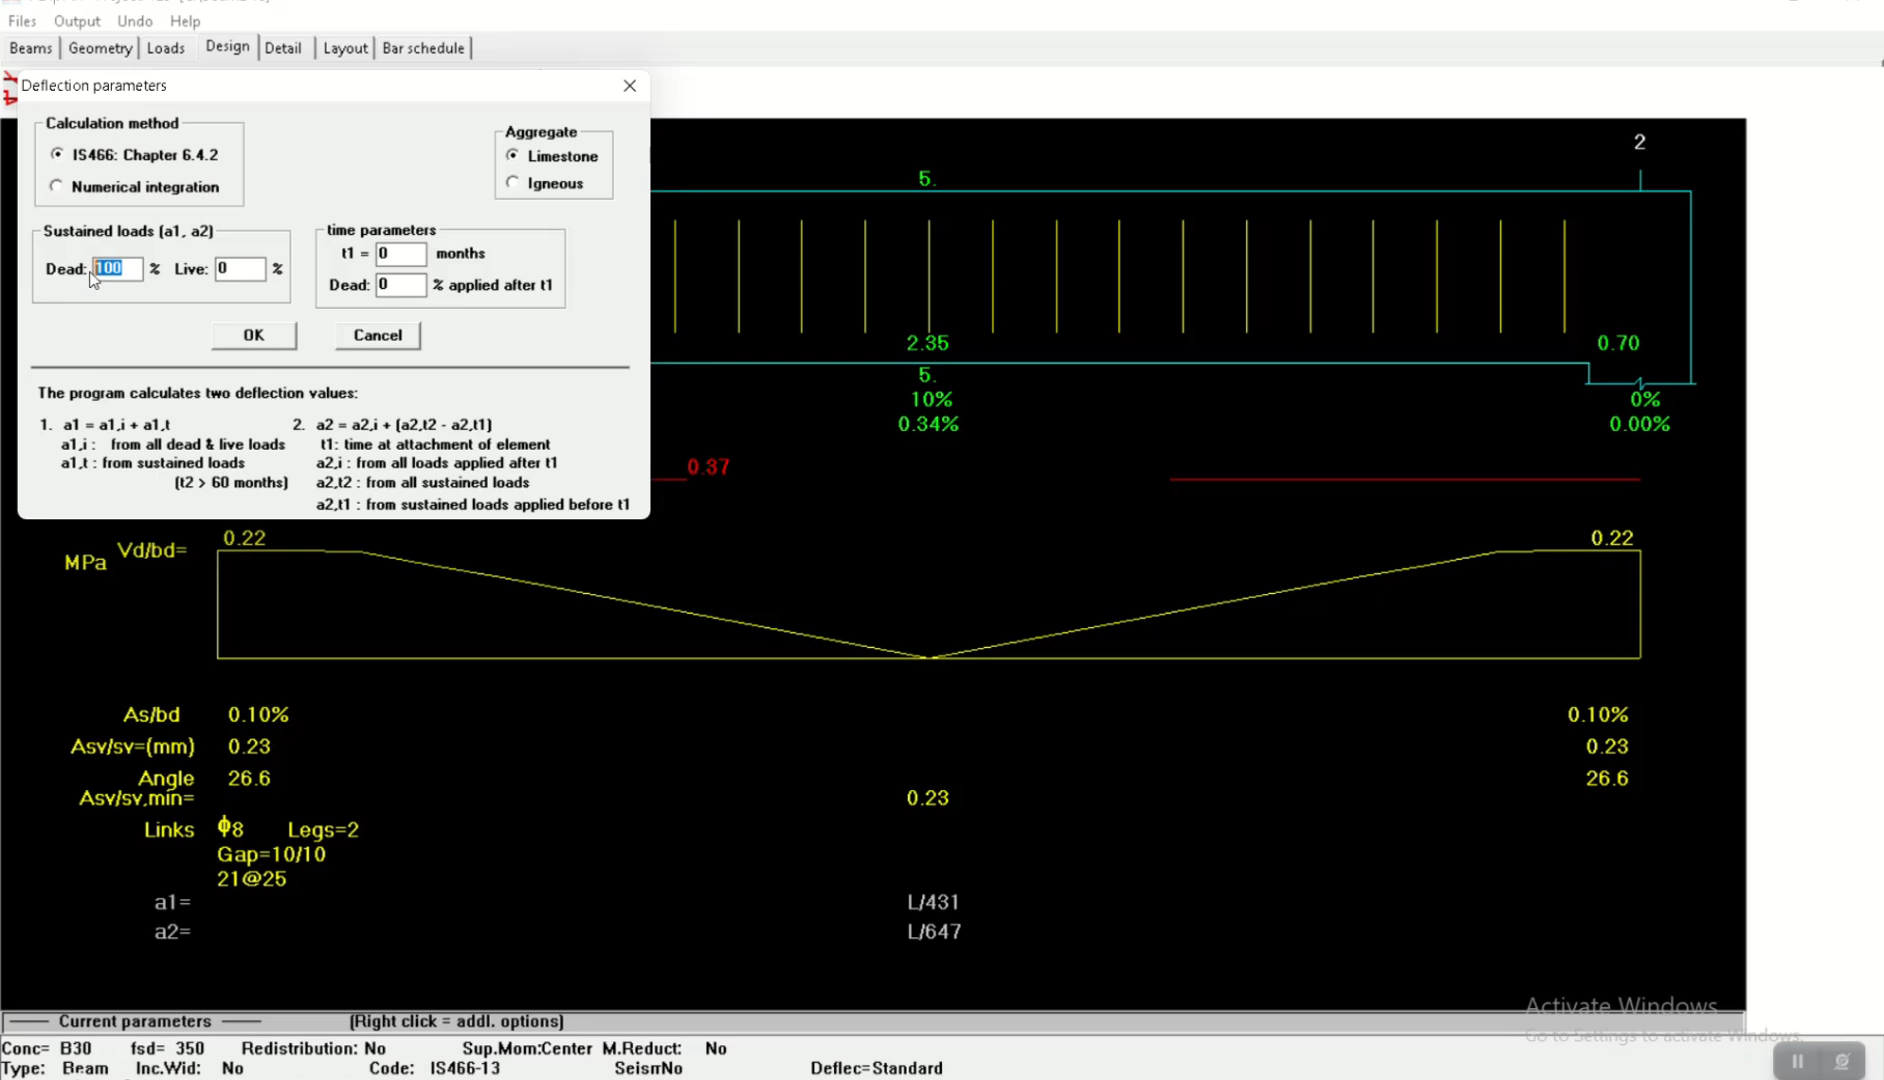 Files Output Undo Help
Beams Geometry Loads Design Detail Layout Bar schedule
Deflection parameters
Calculation method
IS466: Chapter 6.4.2
Numerical integration
Aggregate
Limestone
Igneous
Sustained loads (a1, a2)
Dead: 100 % Live: 0 %
time parameters
t1 = 0 months
Dead: 0 % applied after t1
OK Cancel
The program calculates two deflection values:
1. a1 = a1,i + a1,t
a1,i : from all dead & live loads
a1,t : from sustained loads
(t2 > 60 months)
2. a2 = a2,i + (a2,t2 - a2,t1)
t1: time at attachment of element
a2,i : from all loads applied after t1
a2,t2 : from all sustained loads
a2,t1 : from sustained loads applied before t1
2
5.
2.35 0.70
5.
10% 0%
0.34% 0.00%
0.37
MPa Vd/bd= 0.22 0.22
As/bd 0.10% 0.10%
Asv/sv=(mm) 0.23 0.23
Angle 26.6 26.6
Asv/sv,min= 0.23
Links ϕ8 Legs=2
Gap=10/10
21@25
a1= L/431
a2= L/647
Current parameters (Right click = addl. options)
Conc= B30 fsd= 350 Redistribution: No Sup.Mom:Center M.Reduct: No
Type: Beam Inc.Wid: No Code: IS466-13 SeismNo Deflec=Standard
Activate Windows
Go to Settings to activate Windows.